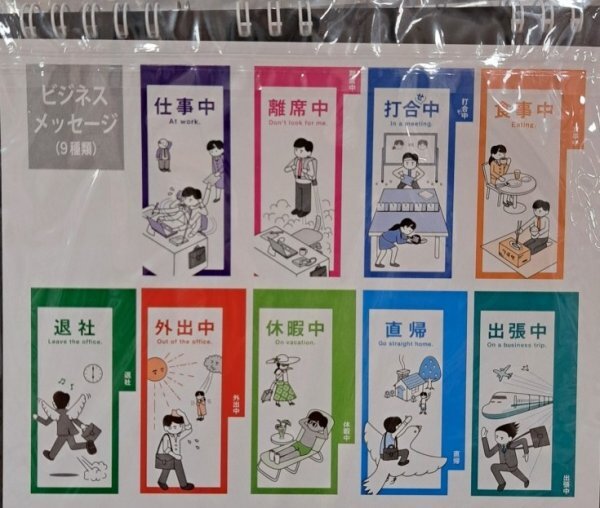 ビジネス
メッセージ
(9種類)
仕事中
At work.
離席中
Don't look for me.
打合せ中
In a meeting.
打合中
食事中
Eating.
退社
Leave the office.
退社
外出中
Out of the office.
外出中
休暇中
On vacation.
休暇中
直帰
Go straight home.
直帰
出張中
On a business trip.
出張中